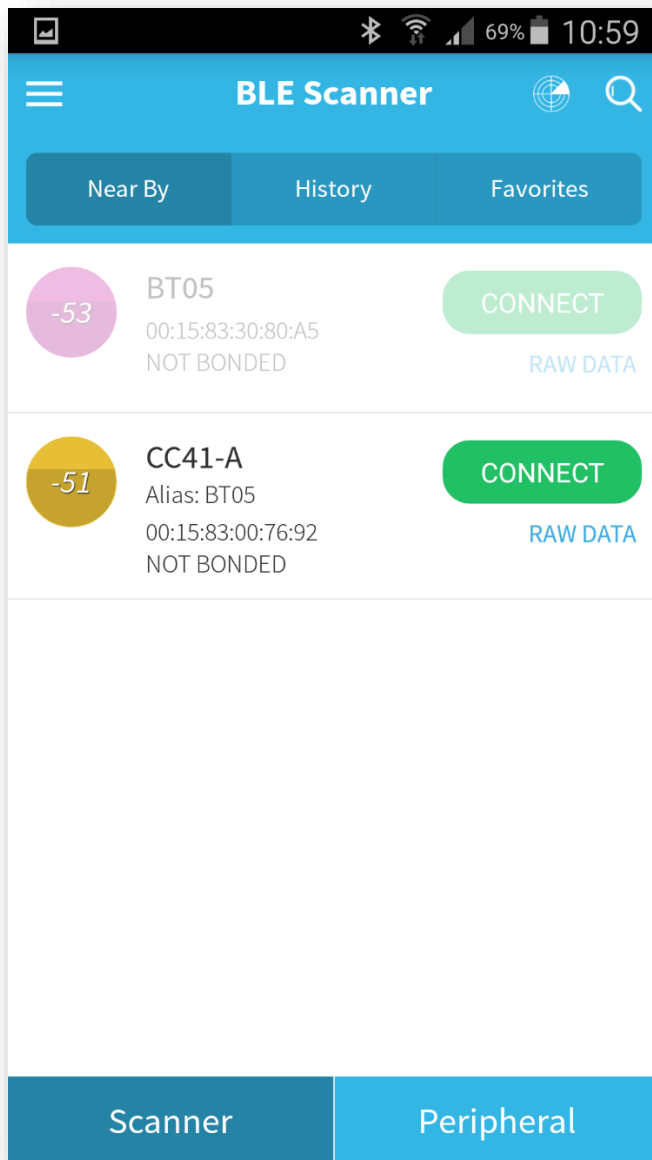 69% 10:59
BLE Scanner
Near By History Favorites
-53
BT05
00:15:83:30:80:A5
NOT BONDED
CONNECT
RAW DATA
-51
CC41-A
Alias: BT05
00:15:83:00:76:92
NOT BONDED
CONNECT
RAW DATA
Scanner Peripheral